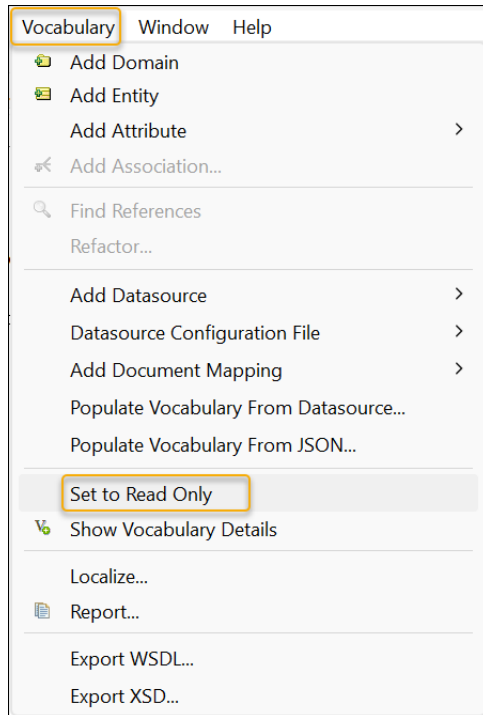 Vocabulary Window Help
Add Domain
Add Entity
Add Attribute
Add Association...
Find References
Refactor...
Add Datasource
Datasource Configuration File
Add Document Mapping
Populate Vocabulary From Datasource...
Populate Vocabulary From JSON...
Set to Read Only
Show Vocabulary Details
Localize...
Report...
Export WSDL...
Export XSD...